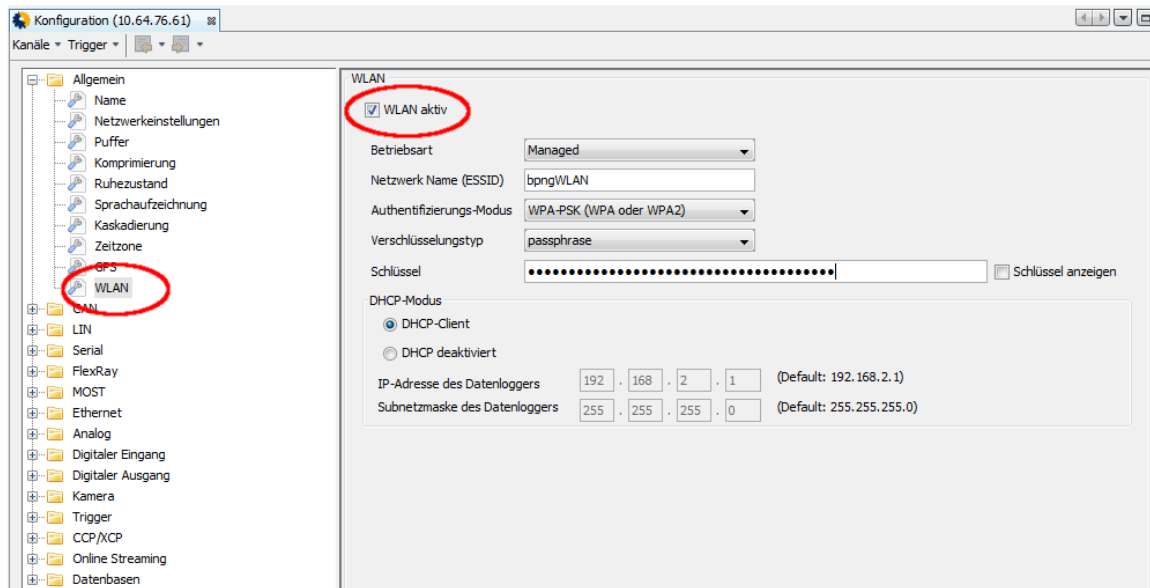 Konfiguration (10.64.76.61)
Kanäle Trigger
Allgemein
Name
Netzwerkeinstellungen
Puffer
Komprimierung
Ruhezustand
Sprachaufzeichnung
Kaskadierung
Zeitzone
GPS
WLAN
CAN
LIN
Serial
FlexRay
MOST
Ethernet
Analog
Digitaler Eingang
Digitaler Ausgang
Kamera
Trigger
CCP/XCP
Online Streaming
Datenbasen
WLAN
WLAN aktiv
Betriebsart Managed
Netzwerk Name (ESSID) bpngWLAN
Authentifizierungs-Modus WPA-PSK (WPA oder WPA2)
Verschlüsselungstyp passphrase
Schlüssel Schlüssel anzeigen
DHCP-Modus
DHCP-Client
DHCP deaktiviert
IP-Adresse des Datenloggers 192 . 168 . 2 . 1 (Default: 192.168.2.1)
Subnetzmaske des Datenloggers 255 . 255 . 255 . 0 (Default: 255.255.255.0)